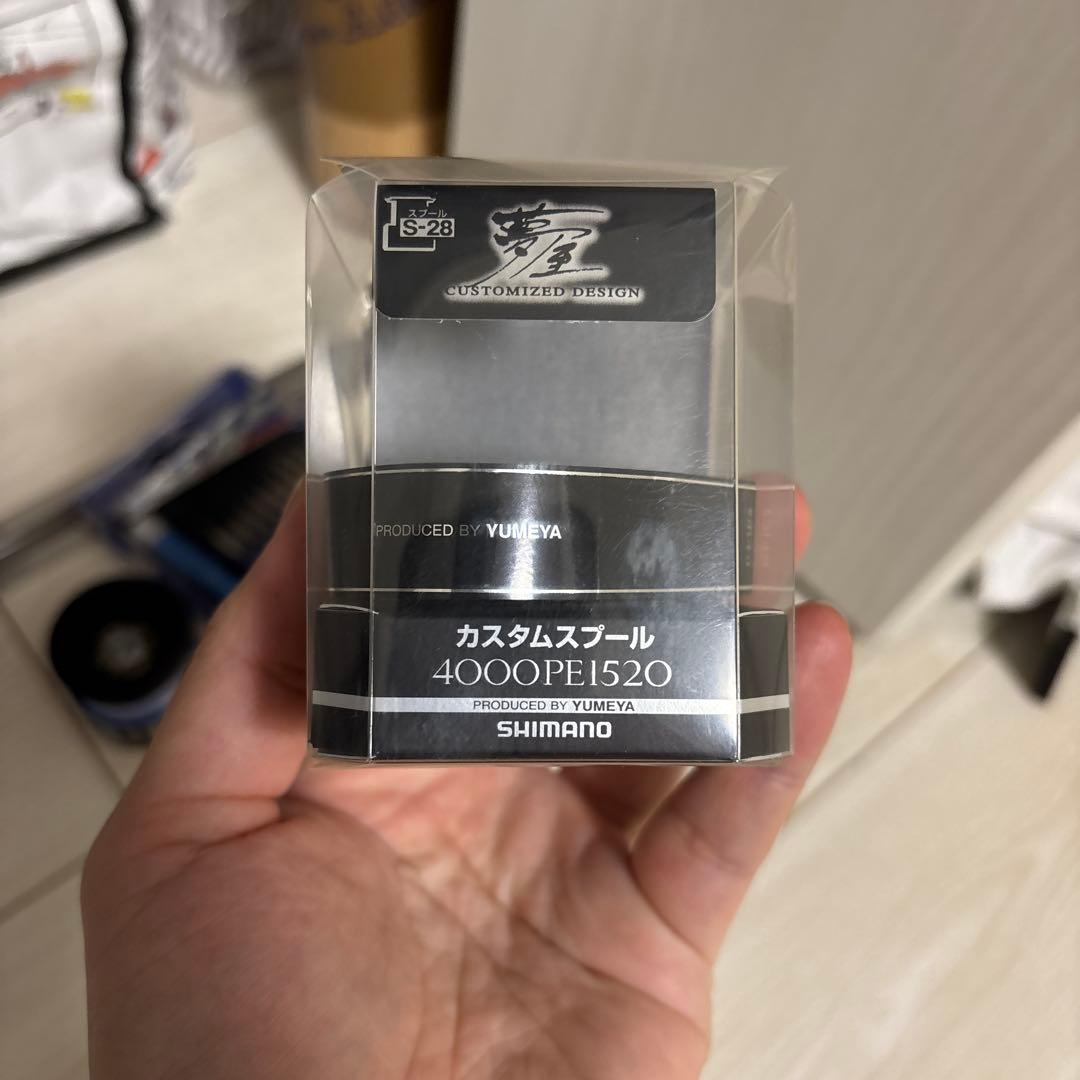 スプール
S-28
夢屋
CUSTOMIZED DESIGN
PRODUCED BY YUMEYA
カスタムスプール
4000PE1520
PRODUCED BY YUMEYA
SHIMANO